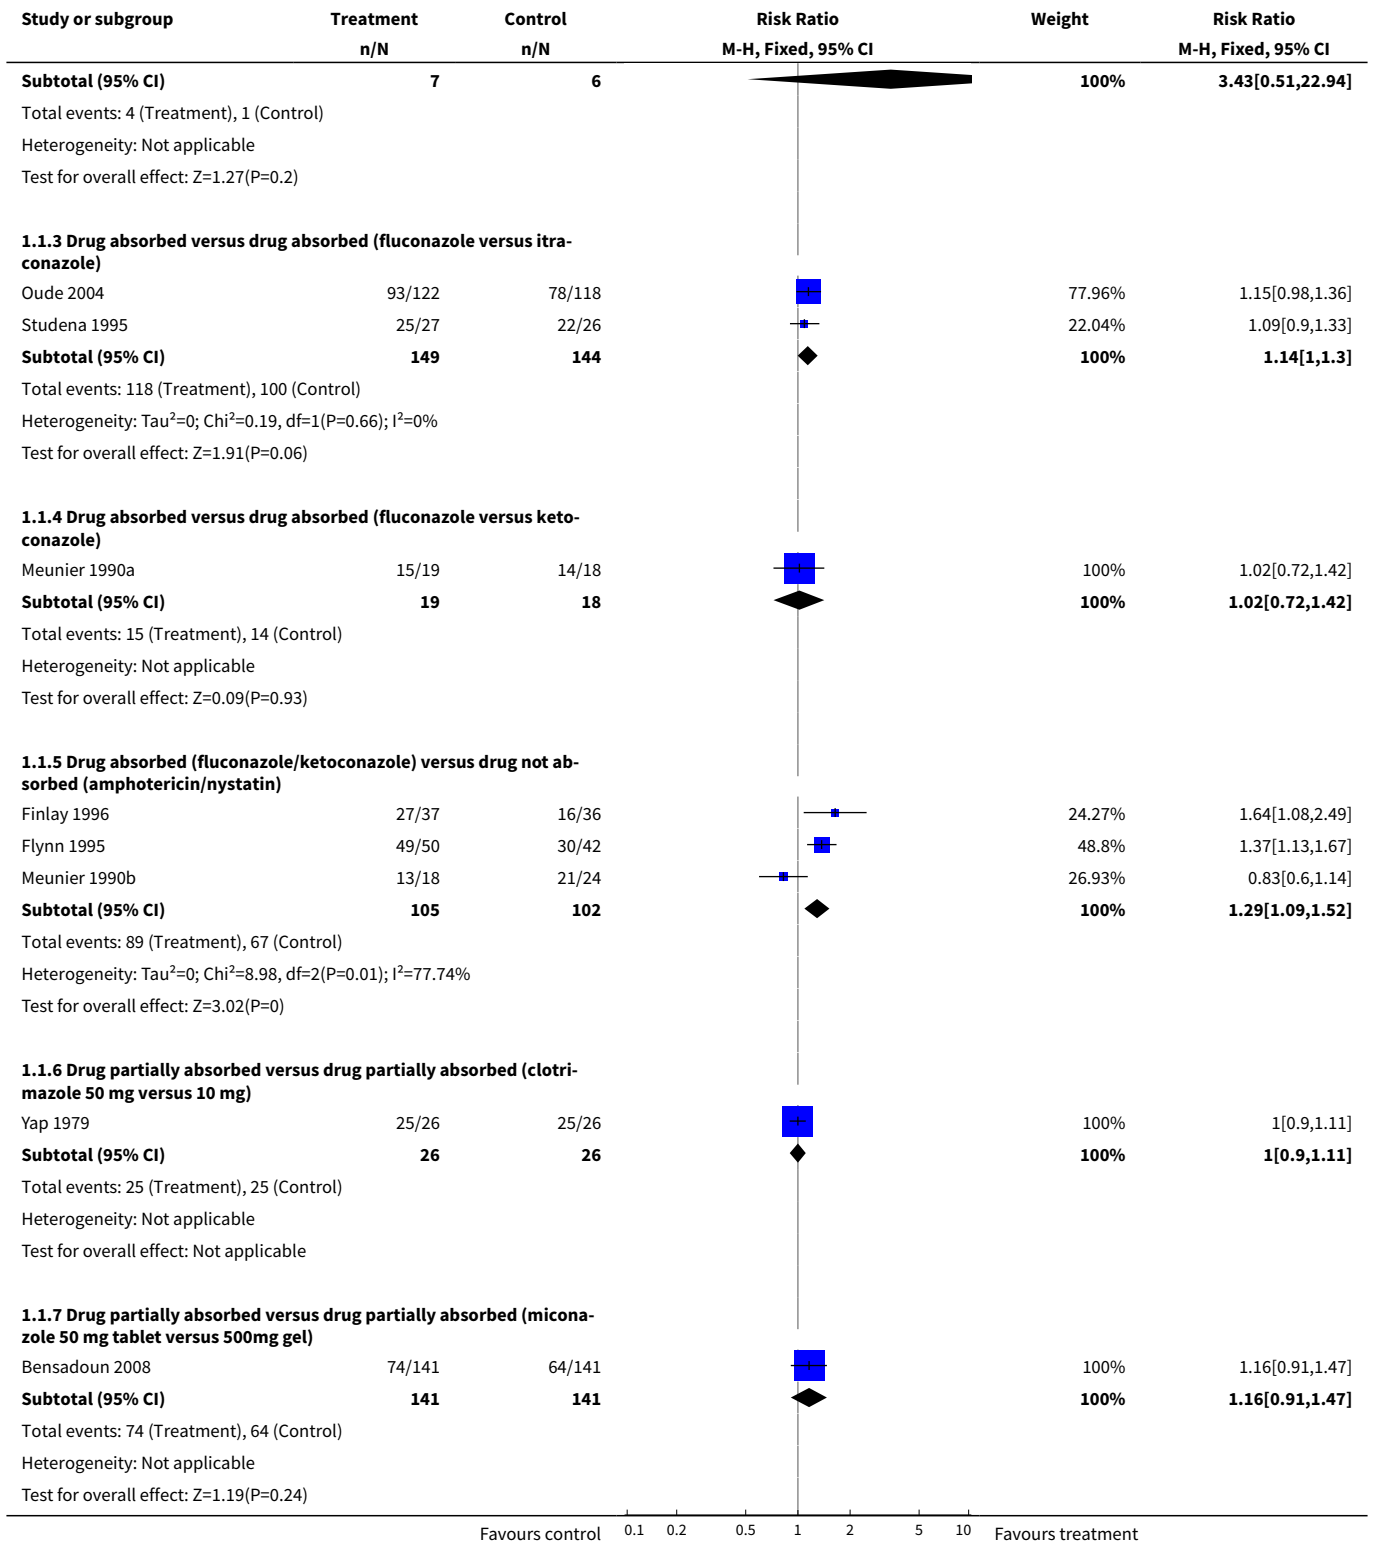 Study or subgroup Treatment Control Risk Ratio Weight Risk Ratio
n/N n/N M-H, Fixed, 95% CI M-H, Fixed, 95% CI
Subtotal (95% CI) 7 6 100% 3.43[0.51,22.94]
Total events: 4 (Treatment), 1 (Control)
Heterogeneity: Not applicable
Test for overall effect: Z=1.27(P=0.2)
1.1.3 Drug absorbed versus drug absorbed (fluconazole versus itra-
conazole)
Oude 2004 93/122 78/118 77.96% 1.15[0.98,1.36]
Studena 1995 25/27 22/26 22.04% 1.09[0.9,1.33]
Subtotal (95% CI) 149 144 100% 1.14[1,1.3]
Total events: 118 (Treatment), 100 (Control)
Heterogeneity: Tau²=0; Chi²=0.19, df=1(P=0.66); I²=0%
Test for overall effect: Z=1.91(P=0.06)
1.1.4 Drug absorbed versus drug absorbed (fluconazole versus keto-
conazole)
Meunier 1990a 15/19 14/18 100% 1.02[0.72,1.42]
Subtotal (95% CI) 19 18 100% 1.02[0.72,1.42]
Total events: 15 (Treatment), 14 (Control)
Heterogeneity: Not applicable
Test for overall effect: Z=0.09(P=0.93)
1.1.5 Drug absorbed (fluconazole/ketoconazole) versus drug not ab-
sorbed (amphotericin/nystatin)
Finlay 1996 27/37 16/36 24.27% 1.64[1.08,2.49]
Flynn 1995 49/50 30/42 48.8% 1.37[1.13,1.67]
Meunier 1990b 13/18 21/24 26.93% 0.83[0.6,1.14]
Subtotal (95% CI) 105 102 100% 1.29[1.09,1.52]
Total events: 89 (Treatment), 67 (Control)
Heterogeneity: Tau²=0; Chi²=8.98, df=2(P=0.01); I²=77.74%
Test for overall effect: Z=3.02(P=0)
1.1.6 Drug partially absorbed versus drug partially absorbed (clotri-
mazole 50 mg versus 10 mg)
Yap 1979 25/26 25/26 100% 1[0.9,1.11]
Subtotal (95% CI) 26 26 100% 1[0.9,1.11]
Total events: 25 (Treatment), 25 (Control)
Heterogeneity: Not applicable
Test for overall effect: Not applicable
1.1.7 Drug partially absorbed versus drug partially absorbed (micona-
zole 50 mg tablet versus 500mg gel)
Bensadoun 2008 74/141 64/141 100% 1.16[0.91,1.47]
Subtotal (95% CI) 141 141 100% 1.16[0.91,1.47]
Total events: 74 (Treatment), 64 (Control)
Heterogeneity: Not applicable
Test for overall effect: Z=1.19(P=0.24)
Favours control 0.1 0.2 0.5 1 2 5 10 Favours treatment